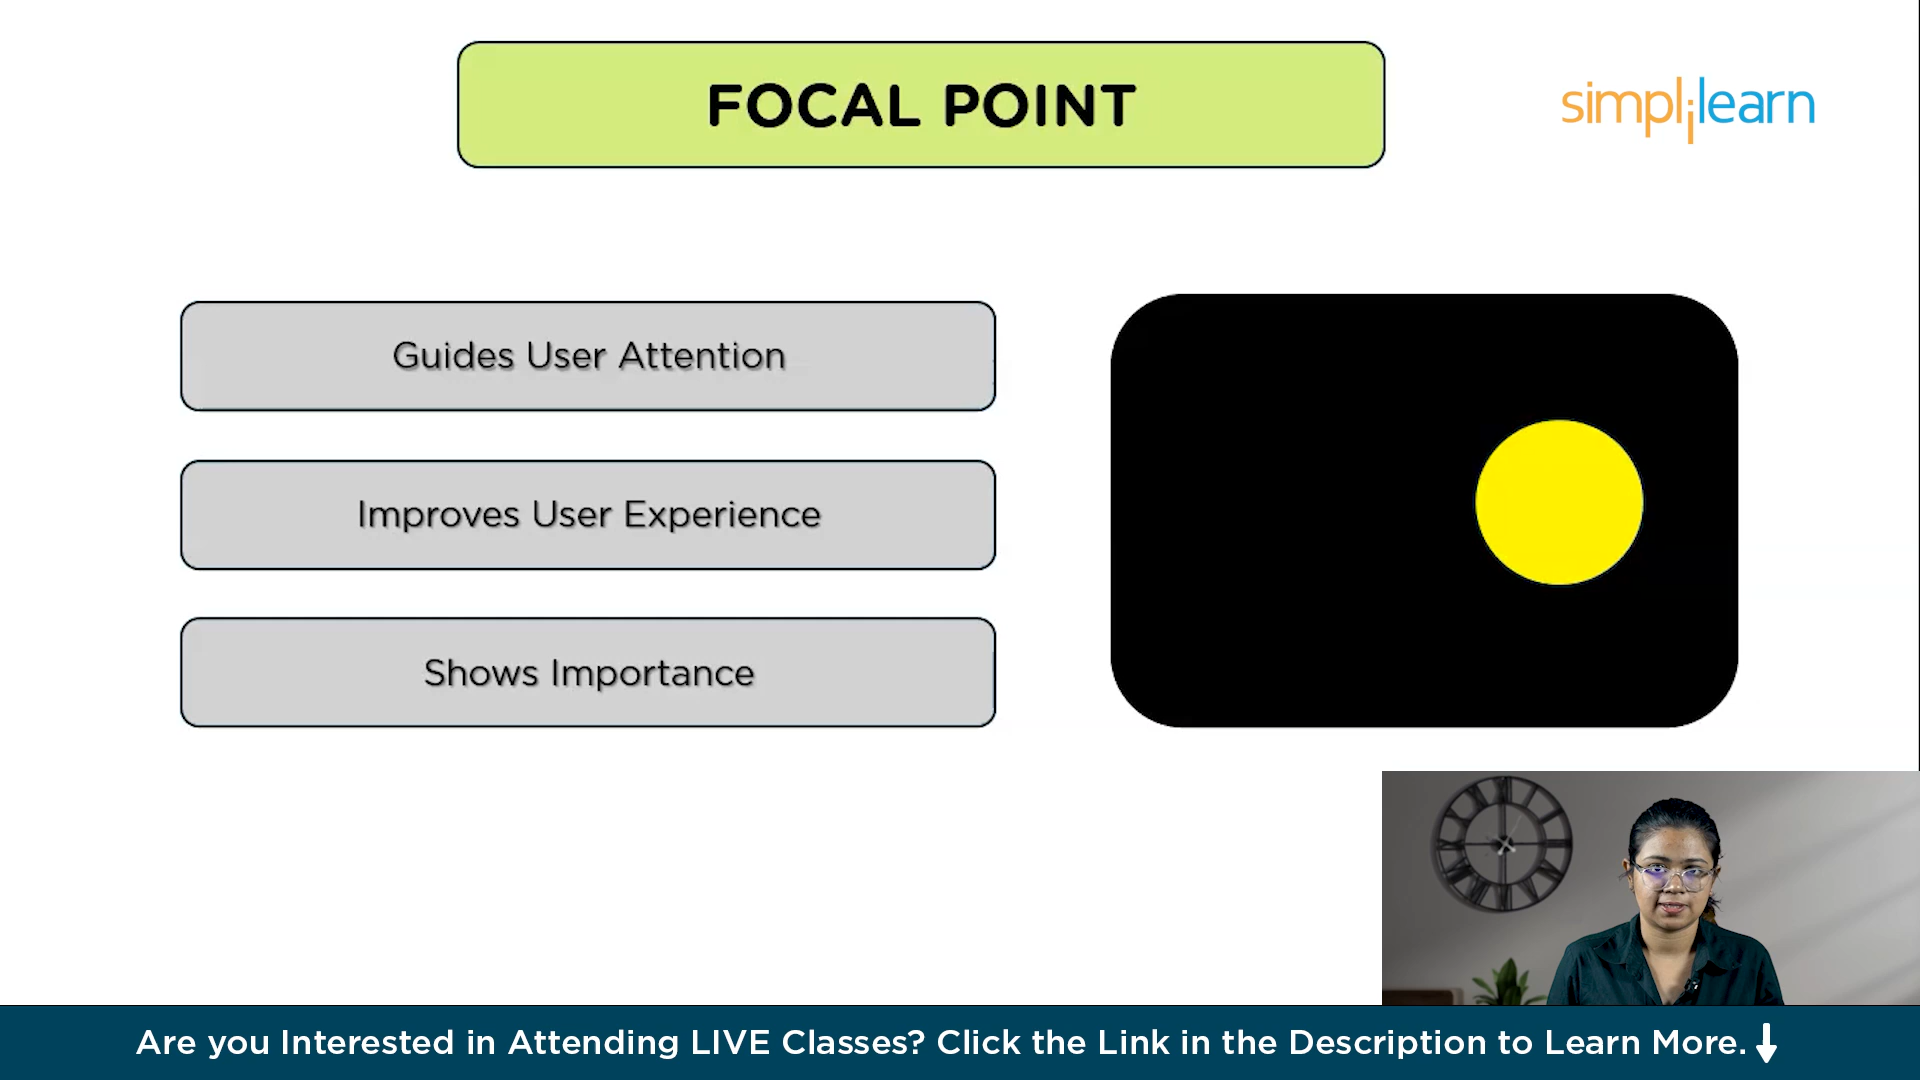 FOCAL POINT
simplilearn
Guides User Attention
Improves User Experience
Shows Importance
Are you Interested in Attending LIVE Classes? Click the Link in the Description to Learn More.